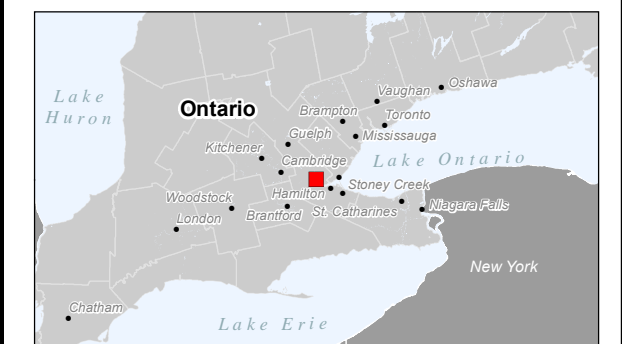 Oshawa
Vaughan
Lake
Huron
Ontario
Brampton
Toronto
Guelph
Mississauga
Kitchener
Cambridge
Lake Ontario
Stoney Creek
Hamilton
Woodstock
St. Catharines
Niagara Falls
Brantford
London
New York
Chatham
Lake Erie